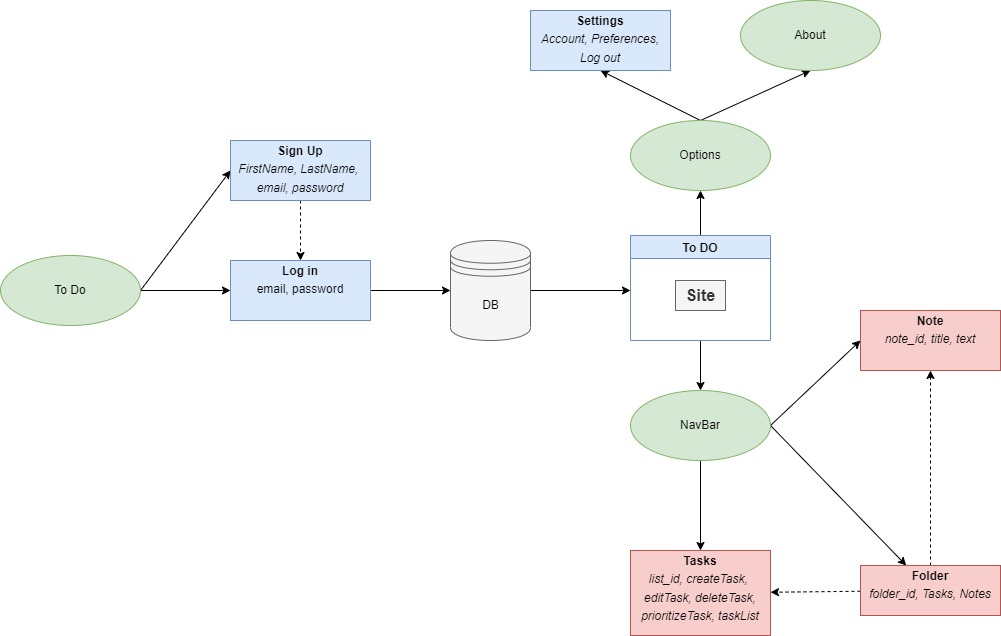 Settings
Account, Preferences,
Log out
About
Options
Sign Up
FirstName, LastName,
email, password
To Do
Log in
email, password
DB
To DO
Site
Note
note_id, title, text
NavBar
Tasks
list_id, createTask,
editTask, deleteTask,
prioritizeTask, taskList
Folder
folder_id, Tasks, Notes